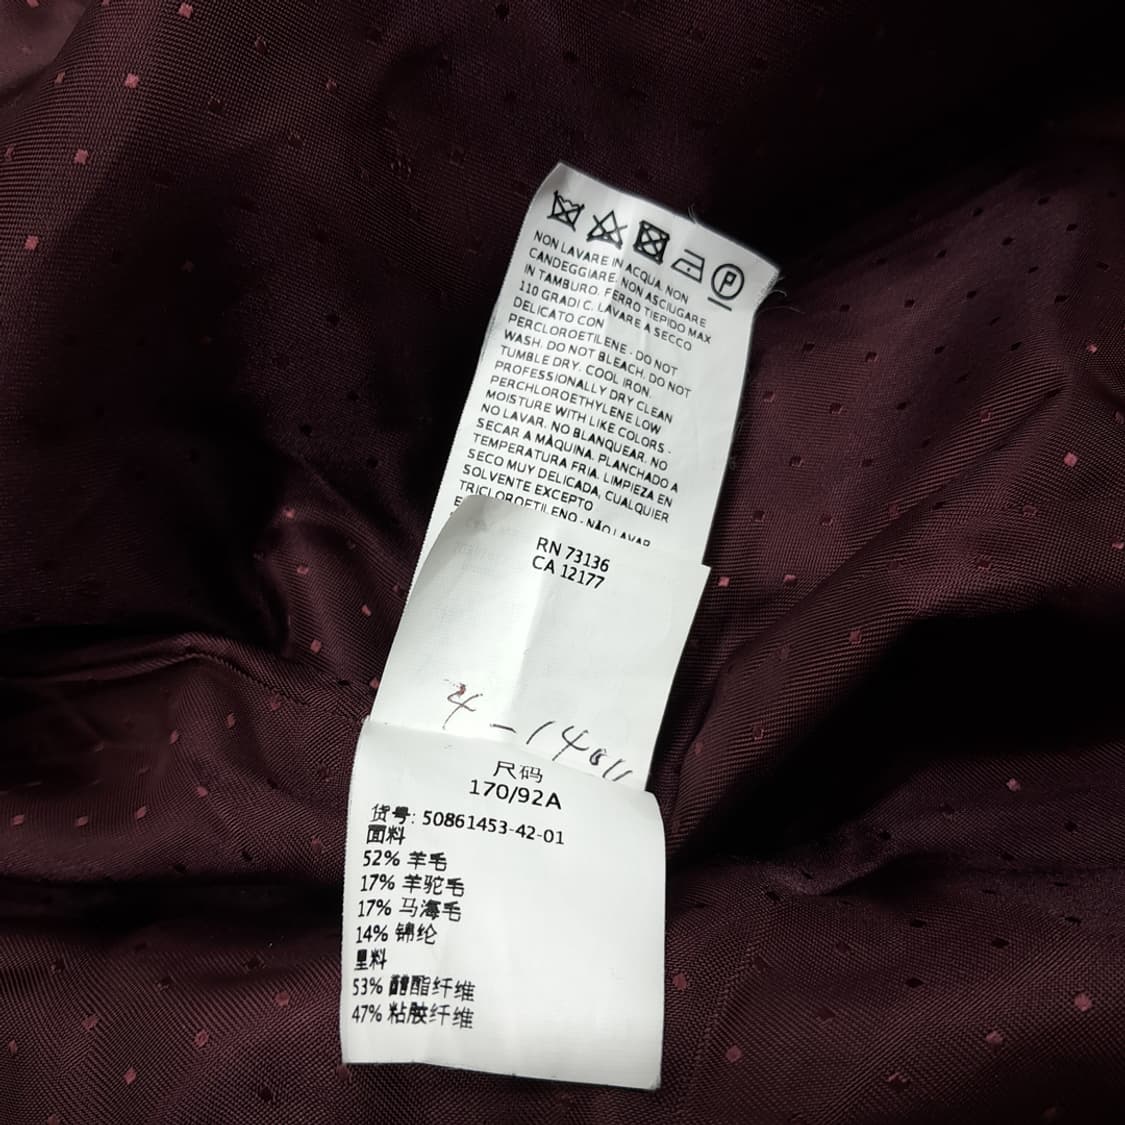 NON LAVARE IN ACQUA. NON
CANDEGGIARE. NON ASCIUGARE
IN TAMBURO. FERRO TIEPIDO MAX
110 GRADI C. LAVARE A SECCO
DELICATO CON
PERCLOROETILENE - DO NOT
WASH. DO NOT BLEACH. DO NOT
TUMBLE DRY. COOL IRON.
PROFESSIONALLY DRY CLEAN
PERCHLOROETHYLENE LOW
MOISTURE WITH LIKE COLORS -
NO LAVAR. NO BLANQUEAR. NO
SECAR A MÁQUINA. PLANCHADO A
TEMPERATURA FRIA. LIMPIEZA EN
SECO MUY DELICADA, CUALQUIER
SOLVENTE EXCEPTO
TRICLOROETILENO - NÃO LAVAR
RN 73136
CA 12177
尺码
170/92A
货号: 50861453-42-01
面料
52% 羊毛
17% 羊驼毛
17% 马海毛
14% 锦纶
里料
53% 醋酯纤维
47% 粘胶纤维